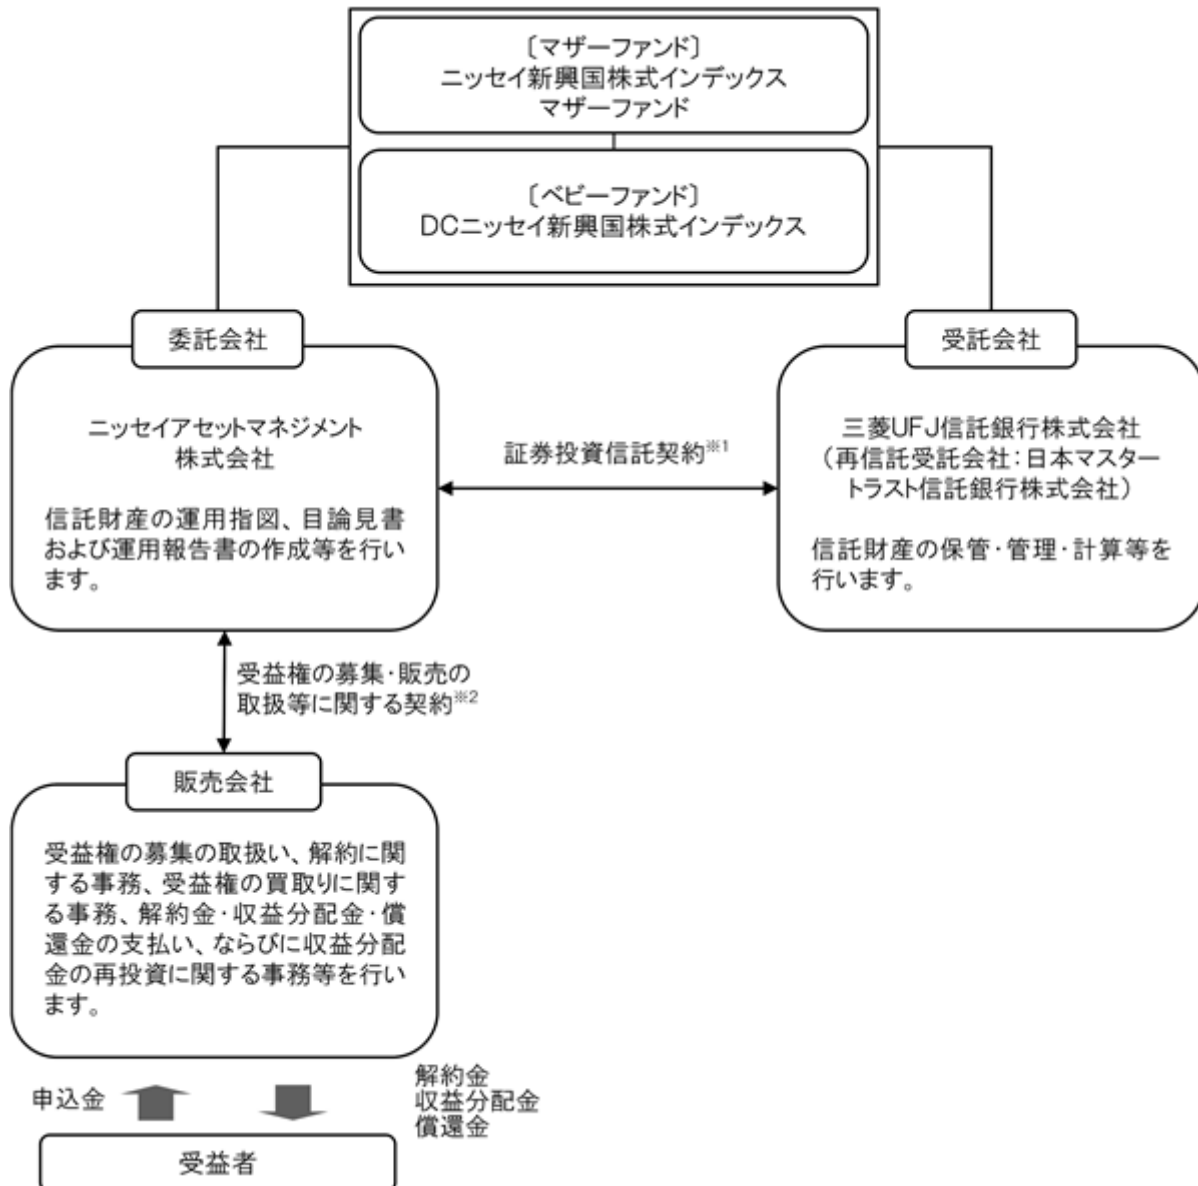 〔マザーファンド〕
ニッセイ新興国株式インデックス
マザーファンド
〔ベビーファンド〕
DCニッセイ新興国株式インデックス
委託会社
ニッセイアセットマネジメント
株式会社
信託財産の運用指図、目論見書
および運用報告書の作成等を行い
ます。
証券投資信託契約※1
受託会社
三菱UFJ信託銀行株式会社
（再信託受託会社：日本マスター
トラスト信託銀行株式会社）
信託財産の保管・管理・計算等を
行います。
受益権の募集・販売の
取扱等に関する契約※2
販売会社
受益権の募集の取扱い、解約に関
する事務、受益権の買取りに関す
る事務、解約金・収益分配金・償
還金の支払い、ならびに収益分配
金の再投資に関する事務等を行い
ます。
申込金
解約金
収益分配金
償還金
受益者